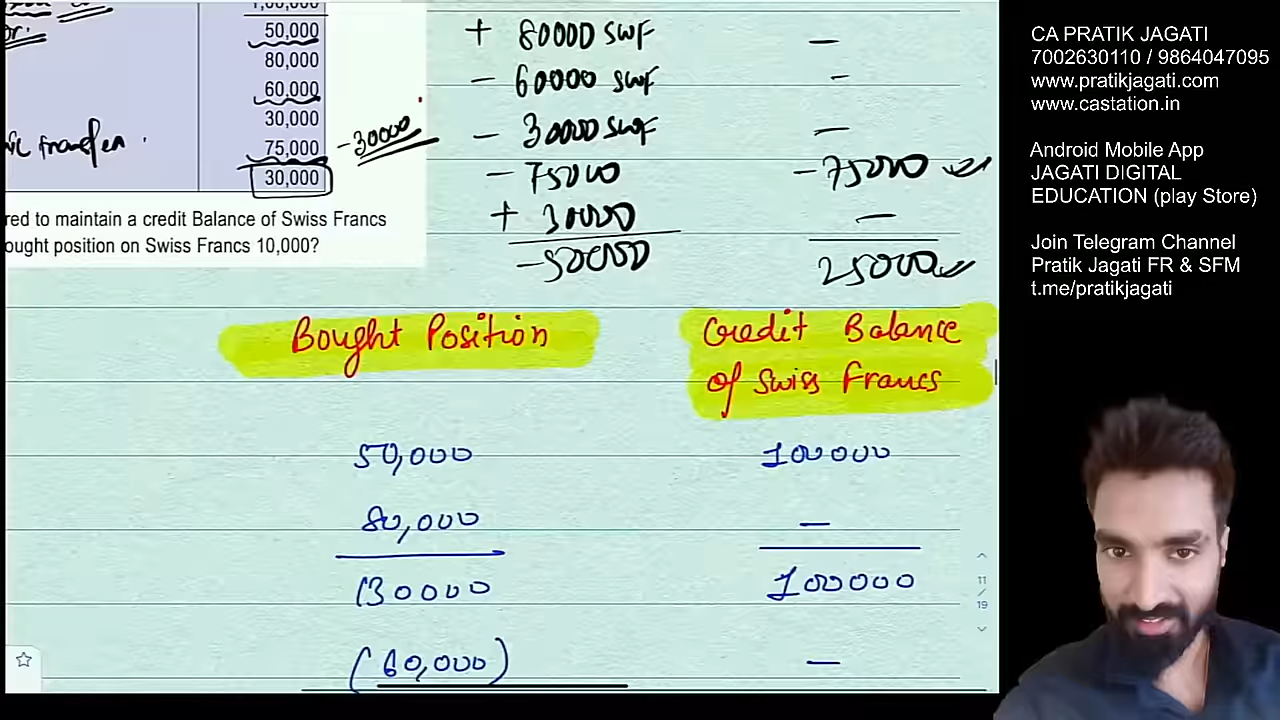 50,000
80,000
60,000
30,000
75,000
30,000
-30000
red to maintain a credit Balance of Swiss Francs
ought position on Swiss Francs 10,000?
+ 80000 SWF —
- 60000 SWF -
- 30000 SWF —
- 75000 - 75000
+ 30000 —
-50000 25000
Bought Position
Credit Balance
of Swiss Francs
50,000 100000
80,000 —
130000 100000
(60,000) —
11
/
19
CA PRATIK JAGATI
7002630110 / 9864047095
www.pratikjagati.com
www.castation.in
Android Mobile App
JAGATI DIGITAL
EDUCATION (play Store)
Join Telegram Channel
Pratik Jagati FR & SFM
t.me/pratikjagati